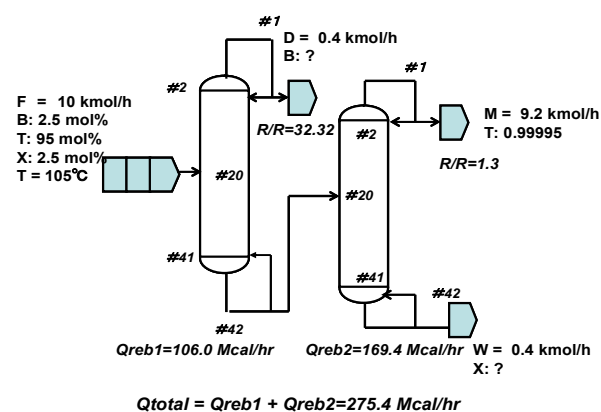 #1
D = 0.4 kmol/h
B: ?
#1
#2
F = 10 kmol/h
B: 2.5 mol%
T: 95 mol%
X: 2.5 mol%
T = 105℃
R/R=32.32
#2
M = 9.2 kmol/h
T: 0.99995
R/R=1.3
#20
#20
#41
#41
#42
#42
Qreb1=106.0 Mcal/hr
Qreb2=169.4 Mcal/hr
W = 0.4 kmol/h
X: ?
Qtotal = Qreb1 + Qreb2=275.4 Mcal/hr